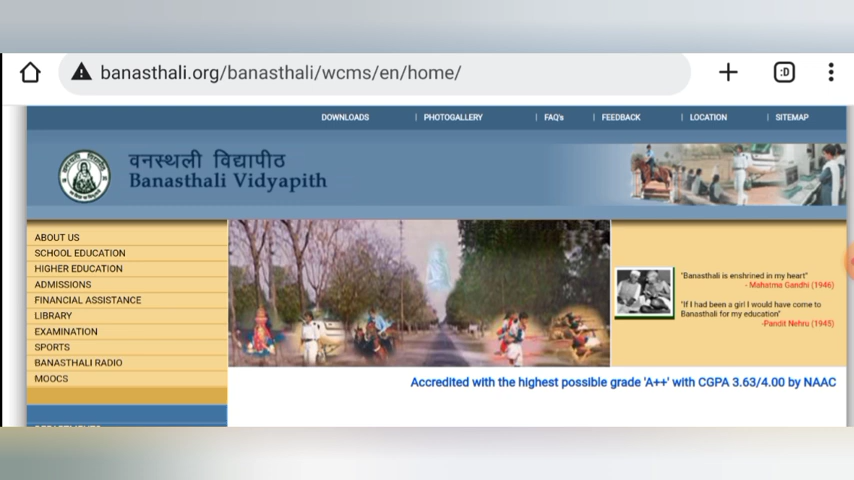 banasthali.org/banasthali/wcms/en/home/
:D
DOWNLOADS | PHOTOGALLERY | FAQ's | FEEDBACK | LOCATION | SITEMAP
वनस्थली विद्यापीठ
Banasthali Vidyapith
ABOUT US
SCHOOL EDUCATION
HIGHER EDUCATION
ADMISSIONS
FINANCIAL ASSISTANCE
LIBRARY
EXAMINATION
SPORTS
BANASTHALI RADIO
MOOCS
"Banasthali is enshrined in my heart"
- Mahatma Gandhi (1946)
"If I had been a girl I would have come to
Banasthali for my education"
-Pandit Nehru (1945)
Accredited with the highest possible grade 'A++' with CGPA 3.63/4.00 by NAAC